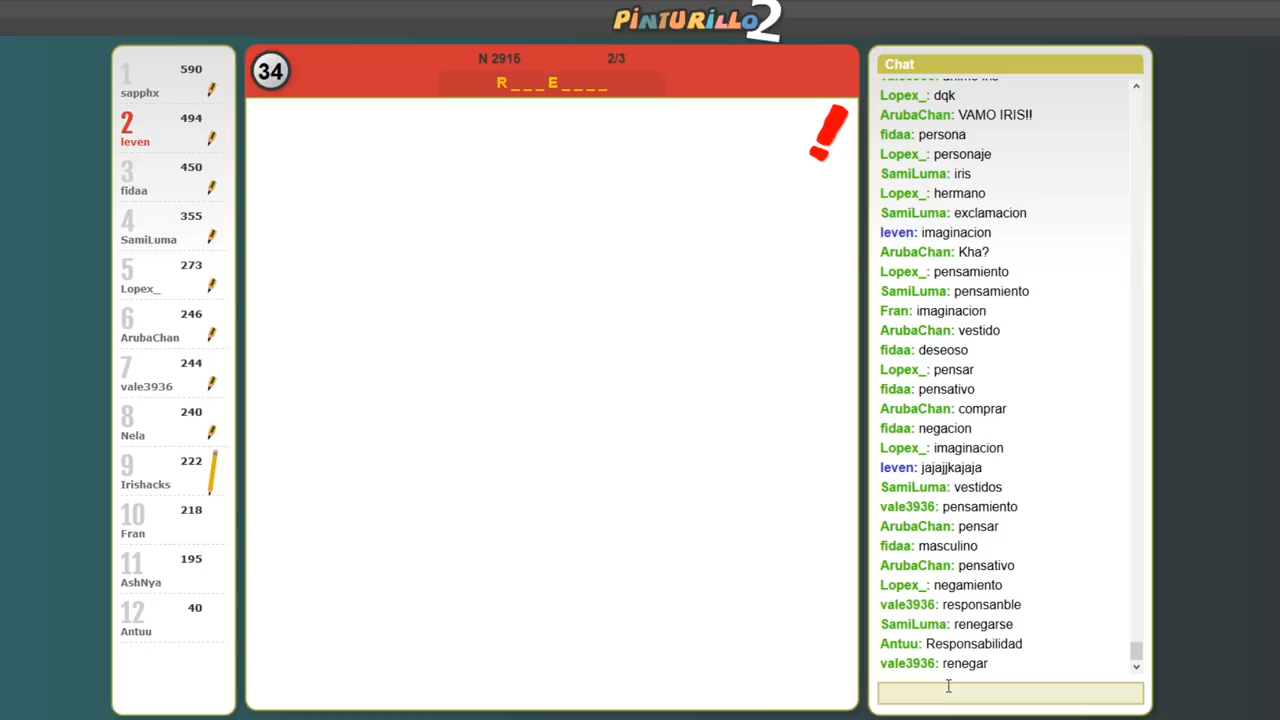 PiNTURiLLO2
34
N 2915
2/3
R___E____
1
590
sapphx
2
494
leven
3
450
fidaa
4
355
SamiLuma
5
273
Lopex_
6
246
ArubaChan
7
244
vale3936
8
240
Nela
9
222
Irishacks
10
218
Fran
11
195
AshNya
12
40
Antuu
!
Chat
Lopex_: dqk
ArubaChan: VAMO IRIS!!
fidaa: persona
Lopex_: personaje
SamiLuma: iris
Lopex_: hermano
SamiLuma: exclamacion
leven: imaginacion
ArubaChan: Kha?
Lopex_: pensamiento
SamiLuma: pensamiento
Fran: imaginacion
ArubaChan: vestido
fidaa: deseoso
Lopex_: pensar
fidaa: pensativo
ArubaChan: comprar
fidaa: negacion
Lopex_: imaginacion
leven: jajajjkajaja
SamiLuma: vestidos
vale3936: pensamiento
ArubaChan: pensar
fidaa: masculino
ArubaChan: pensativo
Lopex_: negamiento
vale3936: responsanble
SamiLuma: renegarse
Antuu: Responsabilidad
vale3936: renegar